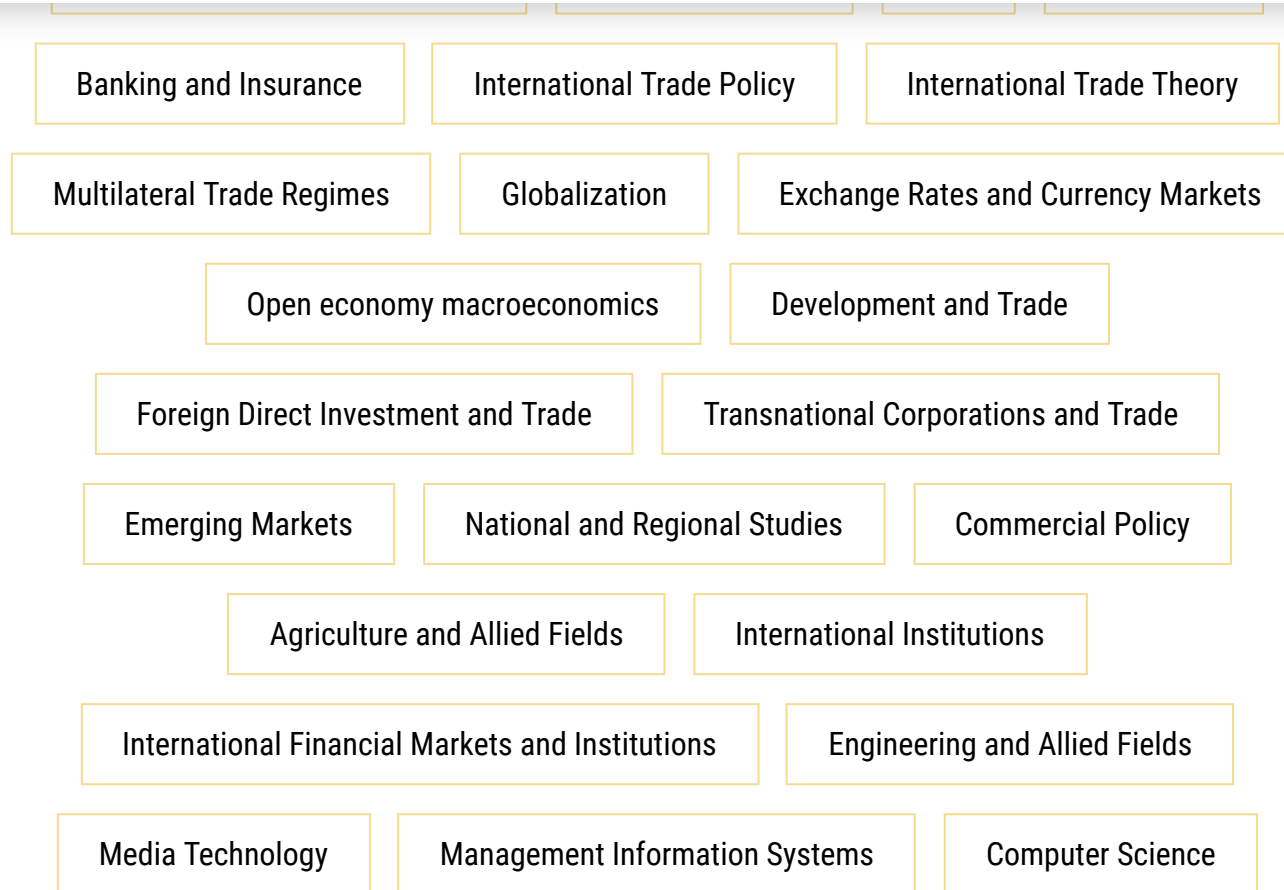 Banking and Insurance International Trade Policy International Trade Theory
Multilateral Trade Regimes Globalization Exchange Rates and Currency Markets
Open economy macroeconomics Development and Trade
Foreign Direct Investment and Trade Transnational Corporations and Trade
Emerging Markets National and Regional Studies Commercial Policy
Agriculture and Allied Fields International Institutions
International Financial Markets and Institutions Engineering and Allied Fields
Media Technology Management Information Systems Computer Science